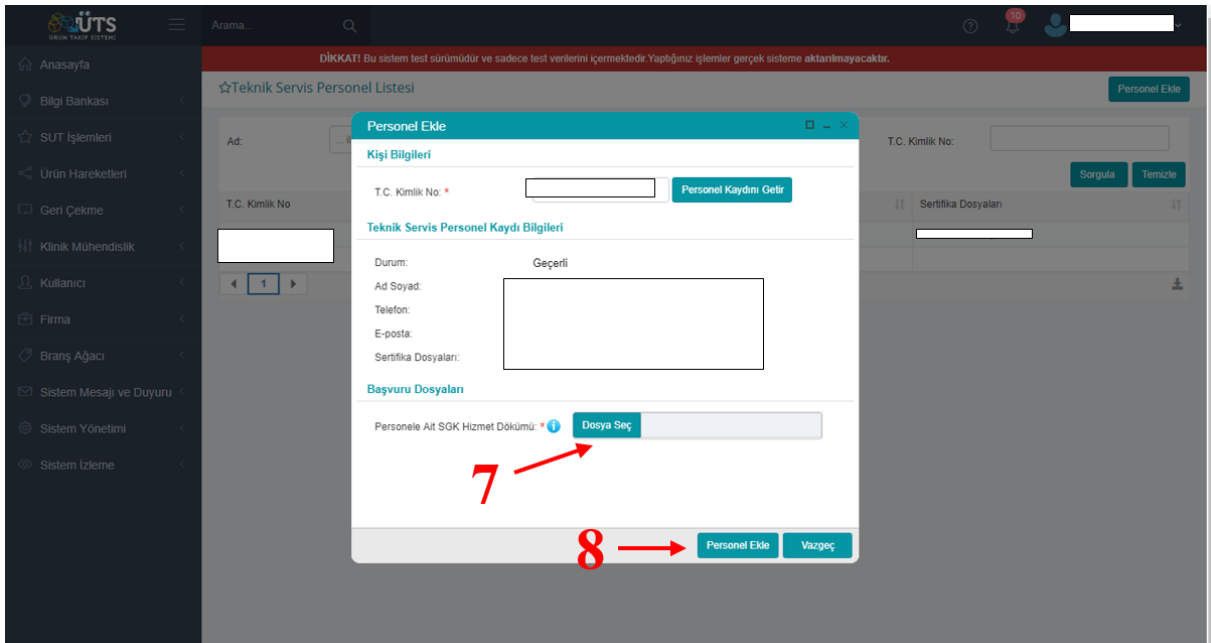 ÜTS
ÜRÜN TAKİP SİSTEMİ
Arama...
10
DİKKAT! Bu sistem test sürümüdür ve sadece test verilerini içermektedir.Yaptığınız işlemler gerçek sisteme aktarılmayacaktır.
Anasayfa
Bilgi Bankası
SUT İşlemleri
Ürün Hareketleri
Geri Çekme
Klinik Mühendislik
Kullanıcı
Firma
Branş Ağacı
Sistem Mesajı ve Duyuru
Sistem Yönetimi
Sistem İzleme
Teknik Servis Personel Listesi
Personel Ekle
Ad:
T.C. Kimlik No:
Sorgula Temizle
T.C. Kimlik No
Sertifika Dosyaları
1
Personel Ekle
Kişi Bilgileri
T.C. Kimlik No: *
Personel Kaydını Getir
Teknik Servis Personel Kaydı Bilgileri
Durum: Geçerli
Ad Soyad:
Telefon:
E-posta:
Sertifika Dosyaları:
Başvuru Dosyaları
Personele Ait SGK Hizmet Dökümü: * Dosya Seç
7
8
Personel Ekle Vazgeç